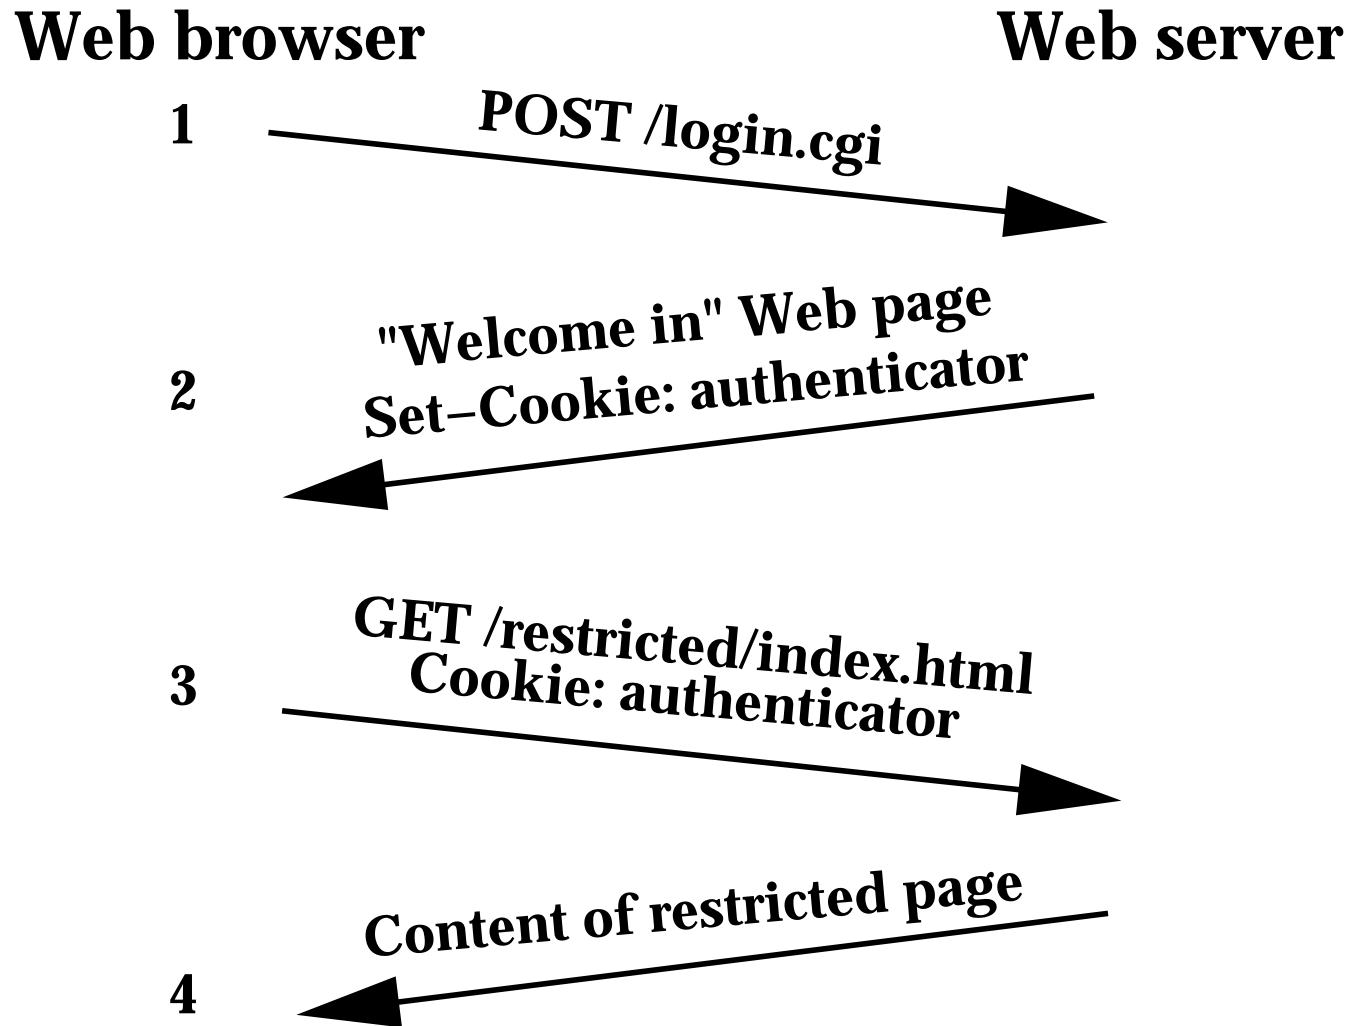 Web browser
Web server
1
POST /login.cgi
"Welcome in" Web page
2
Set–Cookie: authenticator
GET /restricted/index.html
3
Cookie: authenticator
Content of restricted page
4